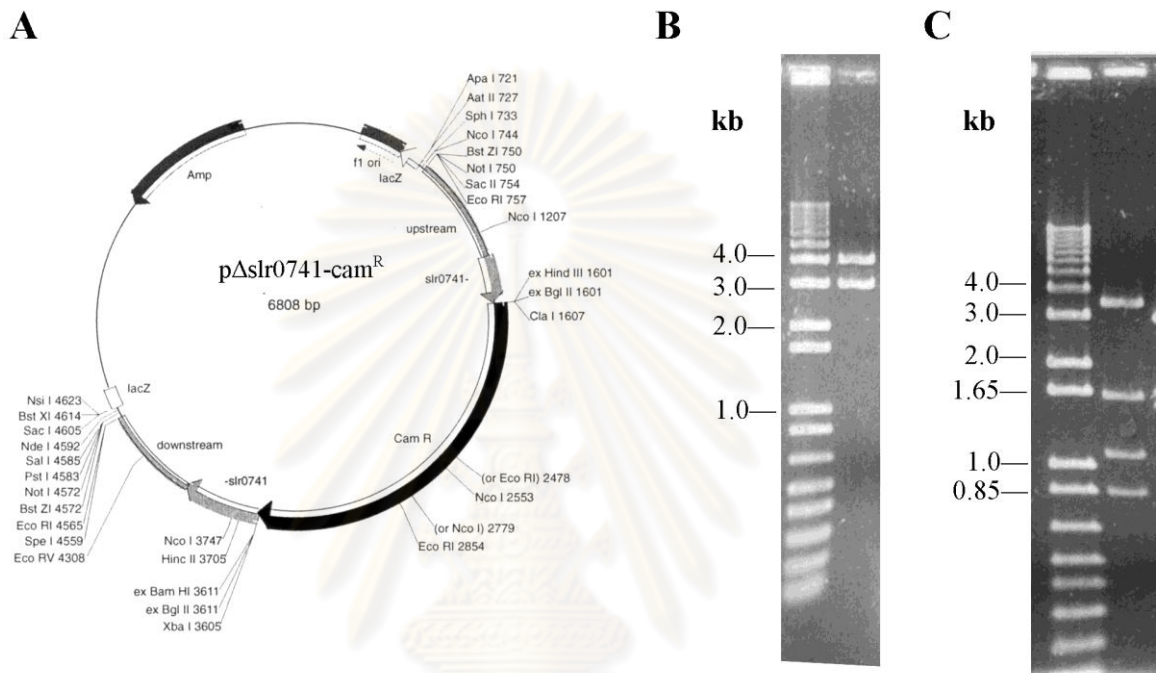 A
B
C
Apa I 721
Aat II 727
Sph I 733
Nco I 744
Bst ZI 750
Not I 750
Sac II 754
Eco RI 757
Nco I 1207
f1 ori
lacZ
Amp
upstream
slr0741-
pΔslr0741-camᴿ
6808 bp
ex Hind III 1601
ex Bgl II 1601
Cla I 1607
lacZ
Nsi I 4623
Bst XI 4614
Sac I 4605
Nde I 4592
Sal I 4585
Pst I 4583
Not I 4572
Bst ZI 4572
Eco RI 4565
Spe I 4559
Eco RV 4308
downstream
-slr0741
Cam R
(or Eco RI) 2478
Nco I 2553
(or Nco I) 2779
Eco RI 2854
Nco I 3747
Hinc II 3705
ex Bam HI 3611
ex Bgl II 3611
Xba I 3605
kb
4.0
3.0
2.0
1.0
kb
4.0
3.0
2.0
1.65
1.0
0.85